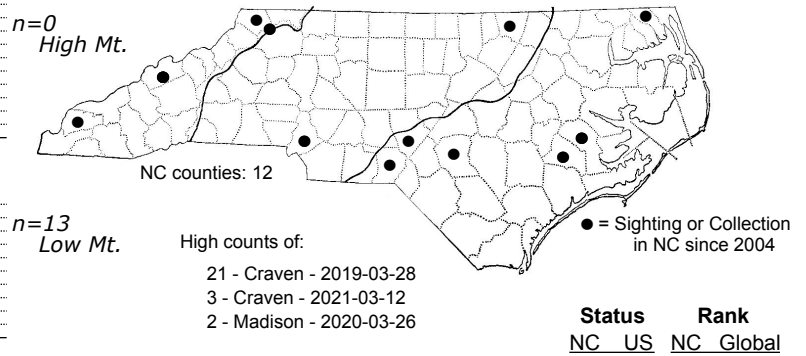 n=0
High Mt.
NC counties: 12
n=13
Low Mt.
High counts of:
21 - Craven - 2019-03-28
3 - Craven - 2021-03-12
2 - Madison - 2020-03-26
● = Sighting or Collection
in NC since 2004
Status Rank
NC US NC Global